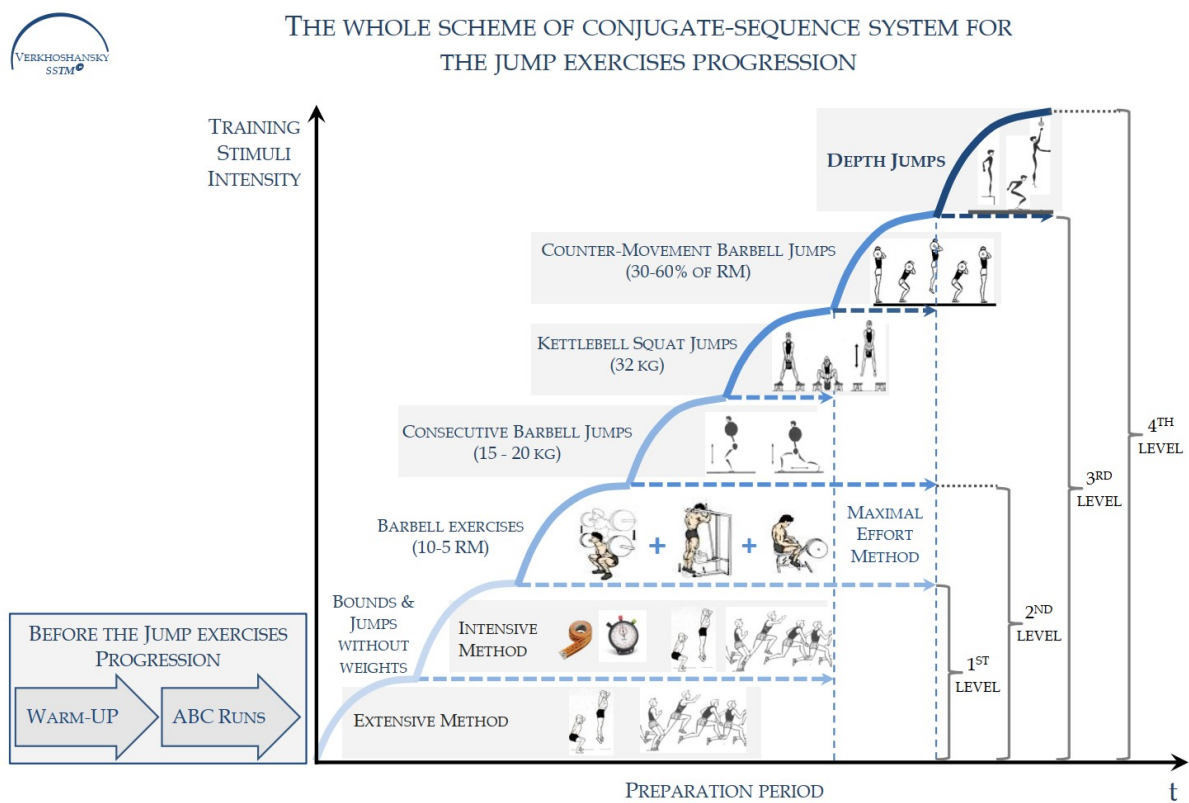 THE WHOLE SCHEME OF CONJUGATE-SEQUENCE SYSTEM FOR
THE JUMP EXERCISES PROGRESSION
VERKHOSHANSKY
SSTM©
TRAINING
STIMULI
INTENSITY
DEPTH JUMPS
COUNTER-MOVEMENT BARBELL JUMPS
(30-60% OF RM)
KETTLEBELL SQUAT JUMPS
(32 KG)
CONSECUTIVE BARBELL JUMPS
(15 - 20 KG)
BARBELL EXERCISES
(10-5 RM)
+
+
MAXIMAL
EFFORT
METHOD
BOUNDS &
JUMPS
WITHOUT
WEIGHTS
INTENSIVE
METHOD
EXTENSIVE METHOD
1ST
LEVEL
2ND
LEVEL
3RD
LEVEL
4TH
LEVEL
BEFORE THE JUMP EXERCISES
PROGRESSION
WARM-UP
ABC RUNS
PREPARATION PERIOD
t